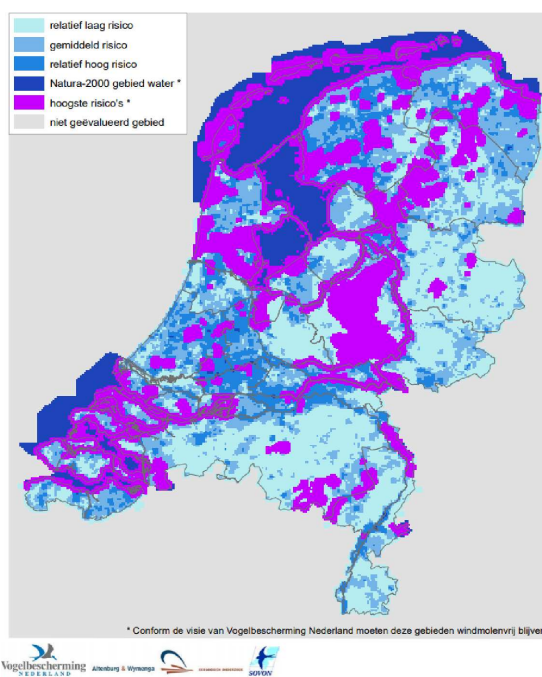 relatief laag risico
gemiddeld risico
relatief hoog risico
Natura-2000 gebied water *
hoogste risico's *
niet geëvalueerd gebied
* Conform de visie van Vogelbescherming Nederland moeten deze gebieden windmolenvrij blijven
Vogelbescherming
NEDERLAND
Altenburg & Wymenga
SOVON